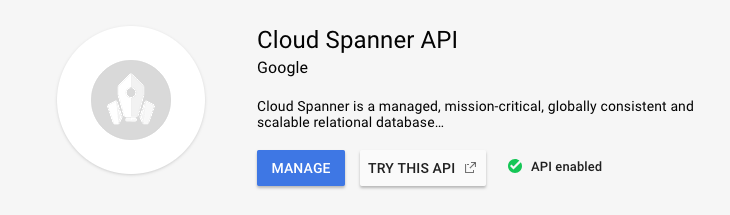 Cloud Spanner API
Google
Cloud Spanner is a managed, mission-critical, globally consistent and
scalable relational database…
MANAGE TRY THIS API API enabled